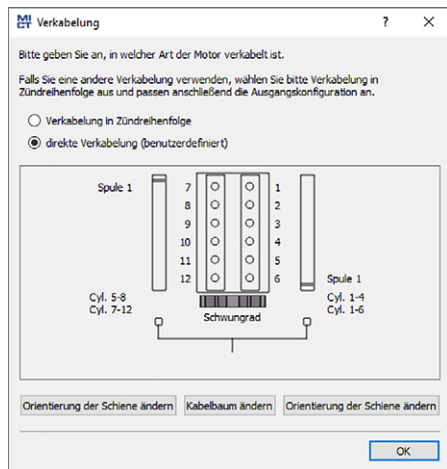 MICT Verkabelung ? ×
Bitte geben Sie an, in welcher Art der Motor verkabelt ist.
Falls Sie eine andere Verkabelung verwenden, wählen Sie bitte Verkabelung in
Zündreihenfolge aus und passen anschließend die Ausgangskonfiguration an.
Verkabelung in Zündreihenfolge
direkte Verkabelung (benutzerdefiniert)
Spule 1 7 1
8 2
9 3
10 4
11 5
12 6 Spule 1
Cyl. 5-8 Cyl. 1-4
Cyl. 7-12 Cyl. 1-6
Schwungrad
Orientierung der Schiene ändern Kabelbaum ändern Orientierung der Schiene ändern
OK